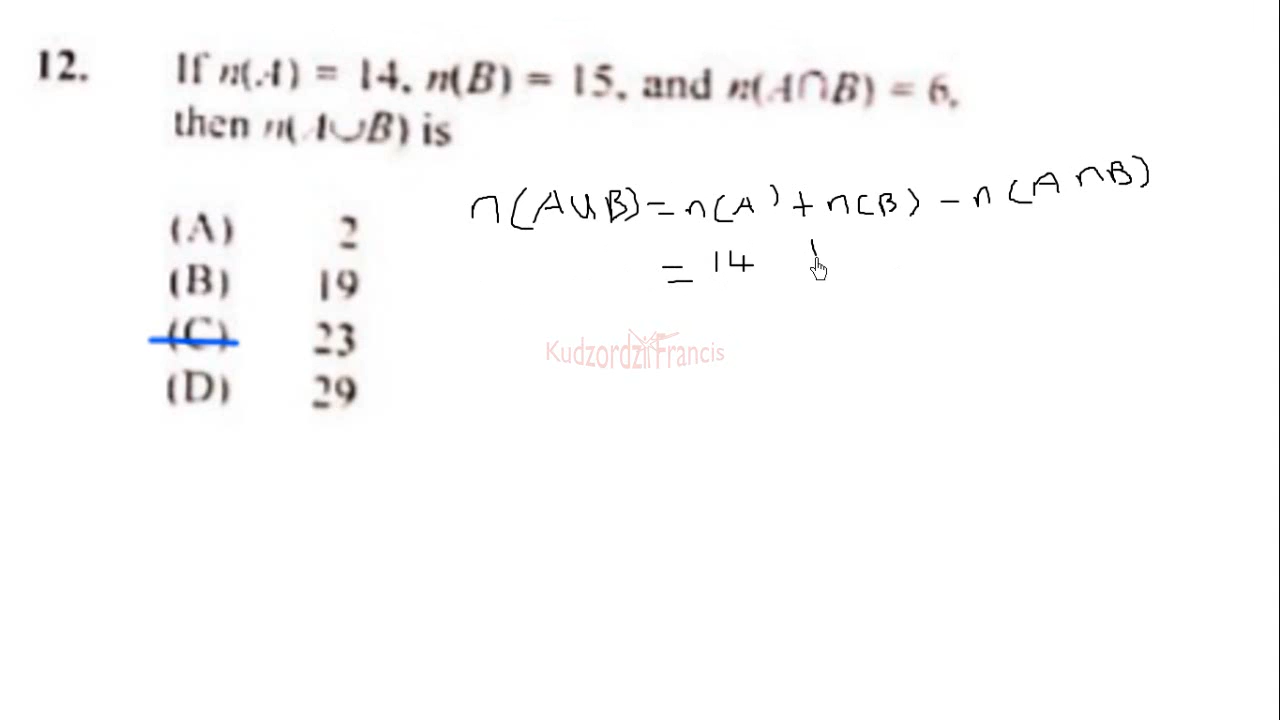 12. If n(A) = 14, n(B) = 15, and n(A∩B) = 6,
then n(A∪B) is
n(A∪B) = n(A) + n(B) - n(A∩B)
= 14
(A) 2
(B) 19
(C) 23
(D) 29
Kudzordzi Francis